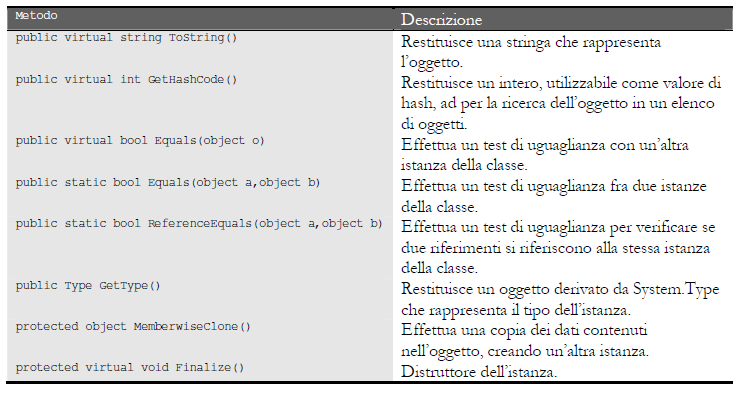 Metodo Descrizione
public virtual string ToString() Restituisce una stringa che rappresenta
l'oggetto.
public virtual int GetHashCode() Restituisce un intero, utilizzabile come valore di
hash, ad per la ricerca dell'oggetto in un elenco
di oggetti.
public virtual bool Equals(object o) Effettua un test di uguaglianza con un'altra
istanza della classe.
public static bool Equals(object a,object b) Effettua un test di uguaglianza fra due istanze
della classe.
public static bool ReferenceEquals(object a,object b) Effettua un test di uguaglianza per verificare se
due riferimenti si riferiscono alla stessa istanza
della classe.
public Type GetType() Restituisce un oggetto derivato da System.Type
che rappresenta il tipo dell'istanza.
protected object MemberwiseClone() Effettua una copia dei dati contenuti
nell'oggetto, creando un'altra istanza.
protected virtual void Finalize() Distruttore dell'istanza.